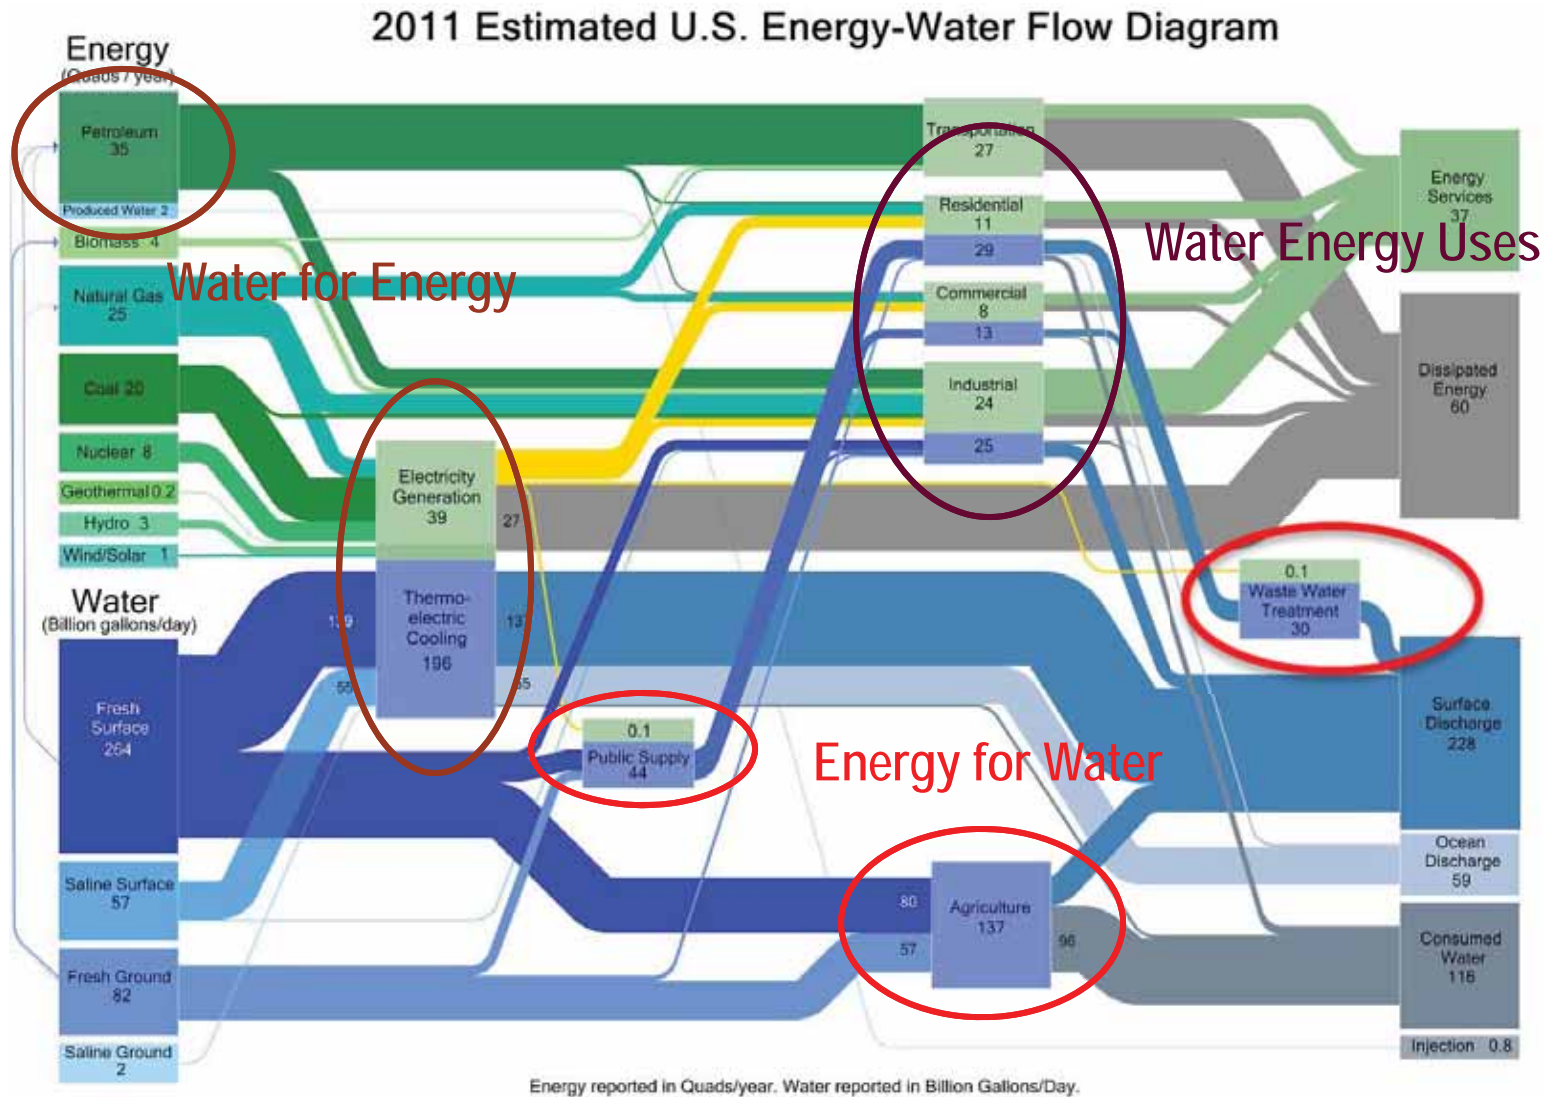 2011 Estimated U.S. Energy-Water Flow Diagram
Energy
(Quads / year)
Petroleum
35
Produced Water 2
Biomass 4
Natural Gas
25
Coal 20
Nuclear 8
Geothermal 0.2
Hydro 3
Wind/Solar 1
Water
(Billion gallons/day)
Fresh
Surface
264
Saline Surface
57
Fresh Ground
82
Saline Ground
2
Water for Energy
Electricity
Generation
39
27
Thermo-
electric
Cooling
196
55
0.1
Public Supply
44
Transportation
27
Residential
11
29
Commercial
8
13
Industrial
24
25
Water Energy Uses
Energy for Water
80
57
Agriculture
137
96
0.1
Waste Water
Treatment
30
Energy
Services
37
Dissipated
Energy
60
Surface
Discharge
228
Ocean
Discharge
59
Consumed
Water
116
Injection 0.8
Energy reported in Quads/year. Water reported in Billion Gallons/Day.